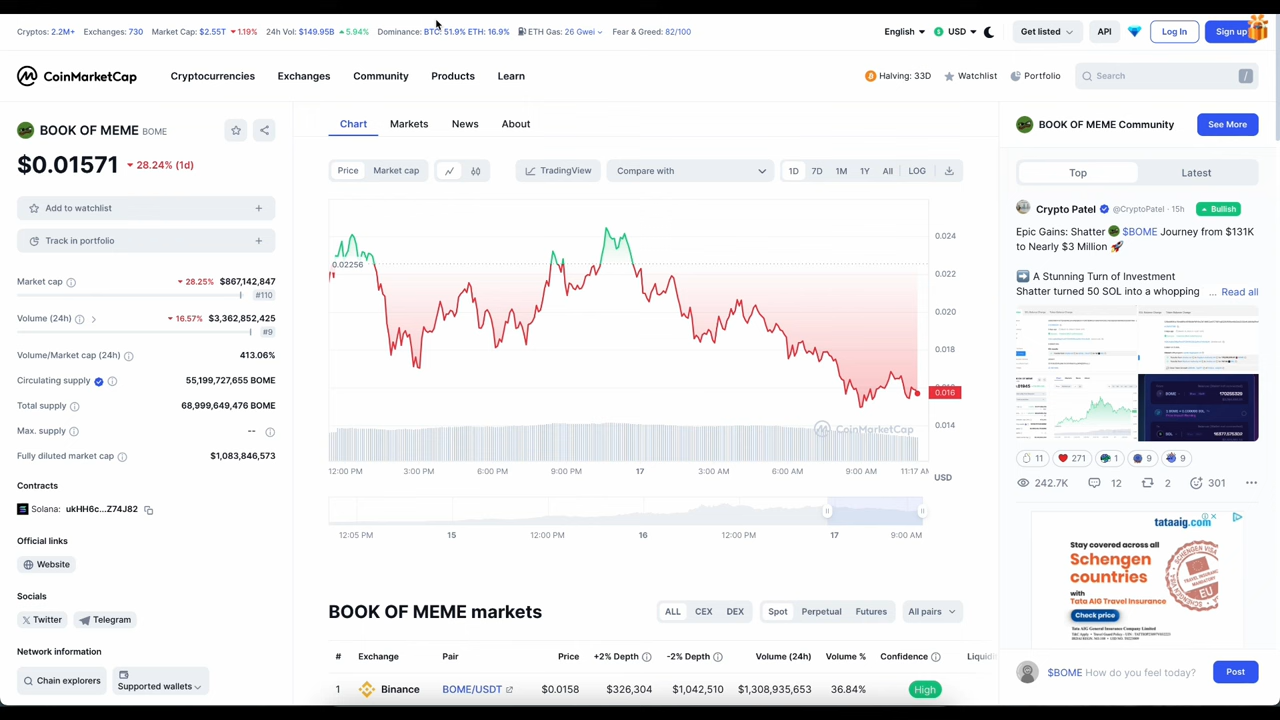 Cryptos: 2.2M+ Exchanges: 730 Market Cap: $2.55T 1.19% 24h Vol: $149.95B 5.94% Dominance: BTC: 51.9% ETH: 16.9% ETH Gas: 26 Gwei Fear & Greed: 82/100
English USD Get listed API Log In Sign up
CoinMarketCap Cryptocurrencies Exchanges Community Products Learn Halving: 33D Watchlist Portfolio Search /
BOOK OF MEME BOME
$0.01571 28.24% (1d)
Add to watchlist +
Track in portfolio +
Market cap 28.25% $867,142,847
#110
Volume (24h) 16.57% $3,362,852,425
#9
Volume/Market cap (24h) 413.06%
Circulating supply 55,199,727,655 BOME
Total supply 68,999,649,476 BOME
Max. supply --
Fully diluted market cap $1,083,846,573
Contracts
Solana: ukHH6c...Z74J82
Official links
Website
Socials
Twitter Telegram
Network information
Chain explorers Supported wallets
Chart Markets News About
Price Market cap TradingView Compare with 1D 7D 1M 1Y All LOG
0.02256
0.024
0.022
0.020
0.018
0.016
0.014
CoinMarketCap
12:00 PM 3:00 PM 6:00 PM 9:00 PM 17 3:00 AM 6:00 AM 9:00 AM 11:17 AM
USD
12:05 PM 15 12:00 PM 16 12:00 PM 17 9:00 AM
BOOK OF MEME markets
ALL CEX DEX Spot Perpetual Futures All pairs
# Exchange Pair Price +2% Depth -2% Depth Volume (24h) Volume % Confidence Liquidi
1 Binance BOME/USDT $0.0158 $326,304 $1,042,510 $1,308,935,653 36.84% High
BOOK OF MEME Community See More
Top Latest
Crypto Patel @CryptoPatel · 15h Bullish
Epic Gains: Shatter $BOME Journey from $131K
to Nearly $3 Million 🚀
➡️ A Stunning Turn of Investment
Shatter turned 50 SOL into a whopping ... Read all
11 271 1 9 9
242.7K 12 2 301
tataaig.com
Stay covered across all
Schengen
countries
with
Tata AIG Travel Insurance
Check price
Tata AIG General Insurance Company Limited
SCHENGEN VISA
EU
$BOME How do you feel today? Post